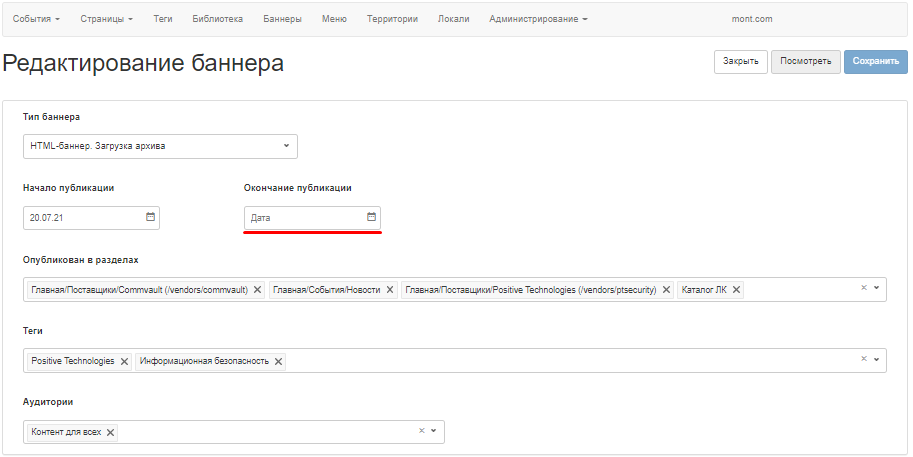 События Страницы Теги Библиотека Баннеры Меню Территории Локали Администрирование mont.com
Редактирование баннера Закрыть Посмотреть Сохранить
Тип баннера
HTML-баннер. Загрузка архива
Начало публикации Окончание публикации
20.07.21 Дата
Опубликован в разделах
Главная/Поставщики/Commvault (/vendors/commvault) Главная/События/Новости Главная/Поставщики/Positive Technologies (/vendors/ptsecurity) Каталог ЛК
Теги
Positive Technologies Информационная безопасность
Аудитории
Контент для всех